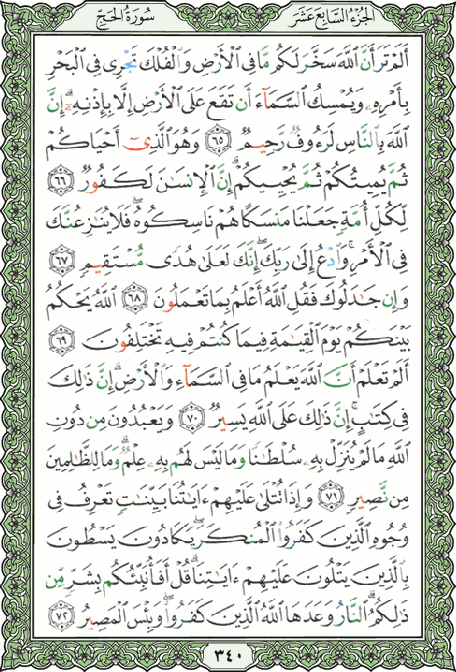 الجزء السابع عشر
سورة الحج
أَلَمْ تَرَ أَنَّ ٱللَّهَ سَخَّرَ لَكُم مَّا فِى ٱلْأَرْضِ وَٱلْفُلْكَ تَجْرِى فِى ٱلْبَحْرِ
بِأَمْرِهِۦ وَيُمْسِكُ ٱلسَّمَآءَ أَن تَقَعَ عَلَى ٱلْأَرْضِ إِلَّا بِإِذْنِهِۦٓ ۗ إِنَّ
ٱللَّهَ بِٱلنَّاسِ لَرَءُوفٌ رَّحِيمٌ ٦٥ وَهُوَ ٱلَّذِىٓ أَحْيَاكُمْ
ثُمَّ يُمِيتُكُمْ ثُمَّ يُحْيِيكُمْ ۗ إِنَّ ٱلْإِنسَـٰنَ لَكَفُورٌ ٦٦
لِّكُلِّ أُمَّةٍ جَعَلْنَا مَنسَكًا هُمْ نَاسِكُوهُ ۖ فَلَا يُنَـٰزِعُنَّكَ
فِى ٱلْأَمْرِ ۚ وَٱدْعُ إِلَىٰ رَبِّكَ ۖ إِنَّكَ لَعَلَىٰ هُدًى مُّسْتَقِيمٍ ٦٧
وَإِن جَـٰدَلُوكَ فَقُلِ ٱللَّهُ أَعْلَمُ بِمَا تَعْمَلُونَ ٦٨ ٱللَّهُ يَحْكُمُ
بَيْنَكُمْ يَوْمَ ٱلْقِيَـٰمَةِ فِيمَا كُنتُمْ فِيهِ تَخْتَلِفُونَ ٦٩
أَلَمْ تَعْلَمْ أَنَّ ٱللَّهَ يَعْلَمُ مَا فِى ٱلسَّمَآءِ وَٱلْأَرْضِ ۗ إِنَّ ذَٰلِكَ
فِى كِتَـٰبٍ ۚ إِنَّ ذَٰلِكَ عَلَى ٱللَّهِ يَسِيرٌ ٧٠ وَيَعْبُدُونَ مِن دُونِ
ٱللَّهِ مَا لَمْ يُنَزِّلْ بِهِۦ سُلْطَـٰنًا وَمَا لَيْسَ لَهُم بِهِۦ عِلْمٌ ۗ وَمَا لِلظَّـٰلِمِينَ
مِن نَّصِيرٍ ٧١ وَإِذَا تُتْلَىٰ عَلَيْهِمْ ءَايَـٰتُنَا بَيِّنَـٰتٍ تَعْرِفُ فِى
وُجُوهِ ٱلَّذِينَ كَفَرُوا۟ ٱلْمُنكَرَ ۖ يَكَادُونَ يَسْطُونَ
بِٱلَّذِينَ يَتْلُونَ عَلَيْهِمْ ءَايَـٰتِنَا ۗ قُلْ أَفَأُنَبِّئُكُم بِشَرٍّ مِّن
ذَٰلِكُمُ ۗ ٱلنَّارُ وَعَدَهَا ٱللَّهُ ٱلَّذِينَ كَفَرُوا۟ ۖ وَبِئْسَ ٱلْمَصِيرُ ٧٢
٣٤٠